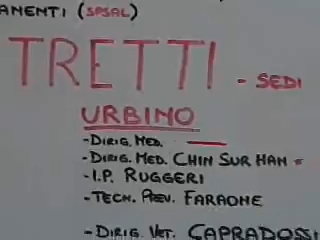 ANENTI (SPSAL)
TRETTI - SEDI
URBINO
- DIRIG. MED.
- DIRIG. MED. CHIN SUR HAN
- I.P. RUGGERI
- TECN. PREV. FARAONE
- DIRIG. VET. CAPRADOSSI